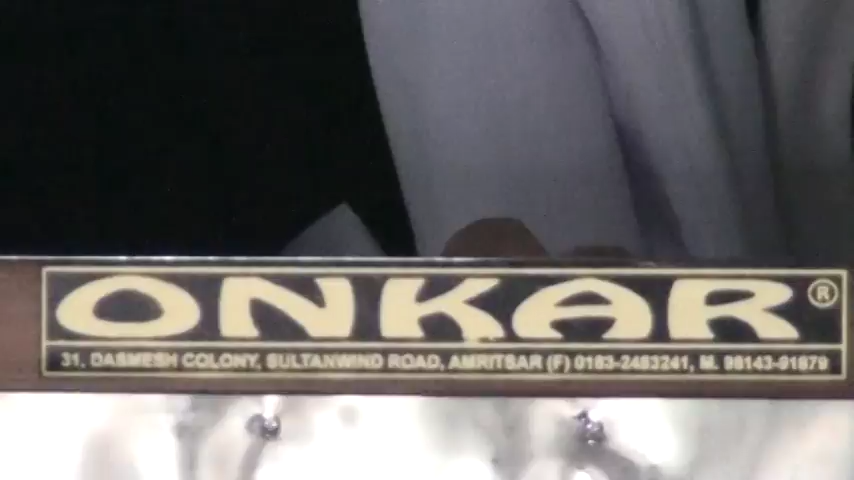 ONKAR ®
31, DASMESH COLONY, SULTANWIND ROAD, AMRITSAR (F) 0183-2483241, M. 98143-91879